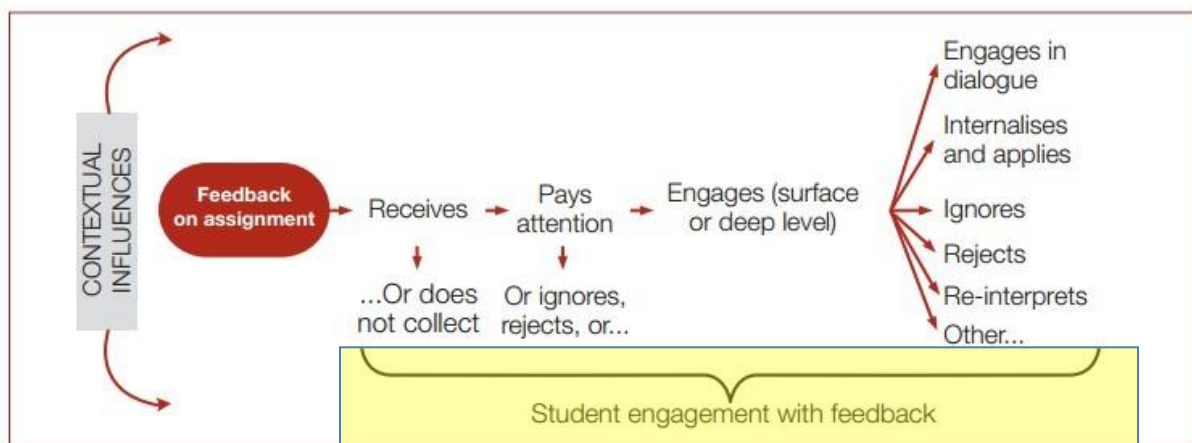 CONTEXTUAL
INFLUENCES
Feedback
on assignment
Receives
...Or does
not collect
Pays
attention
Or ignores,
rejects, or...
Engages (surface
or deep level)
Engages in
dialogue
Internalises
and applies
Ignores
Rejects
Re-interprets
Other...
Student engagement with feedback